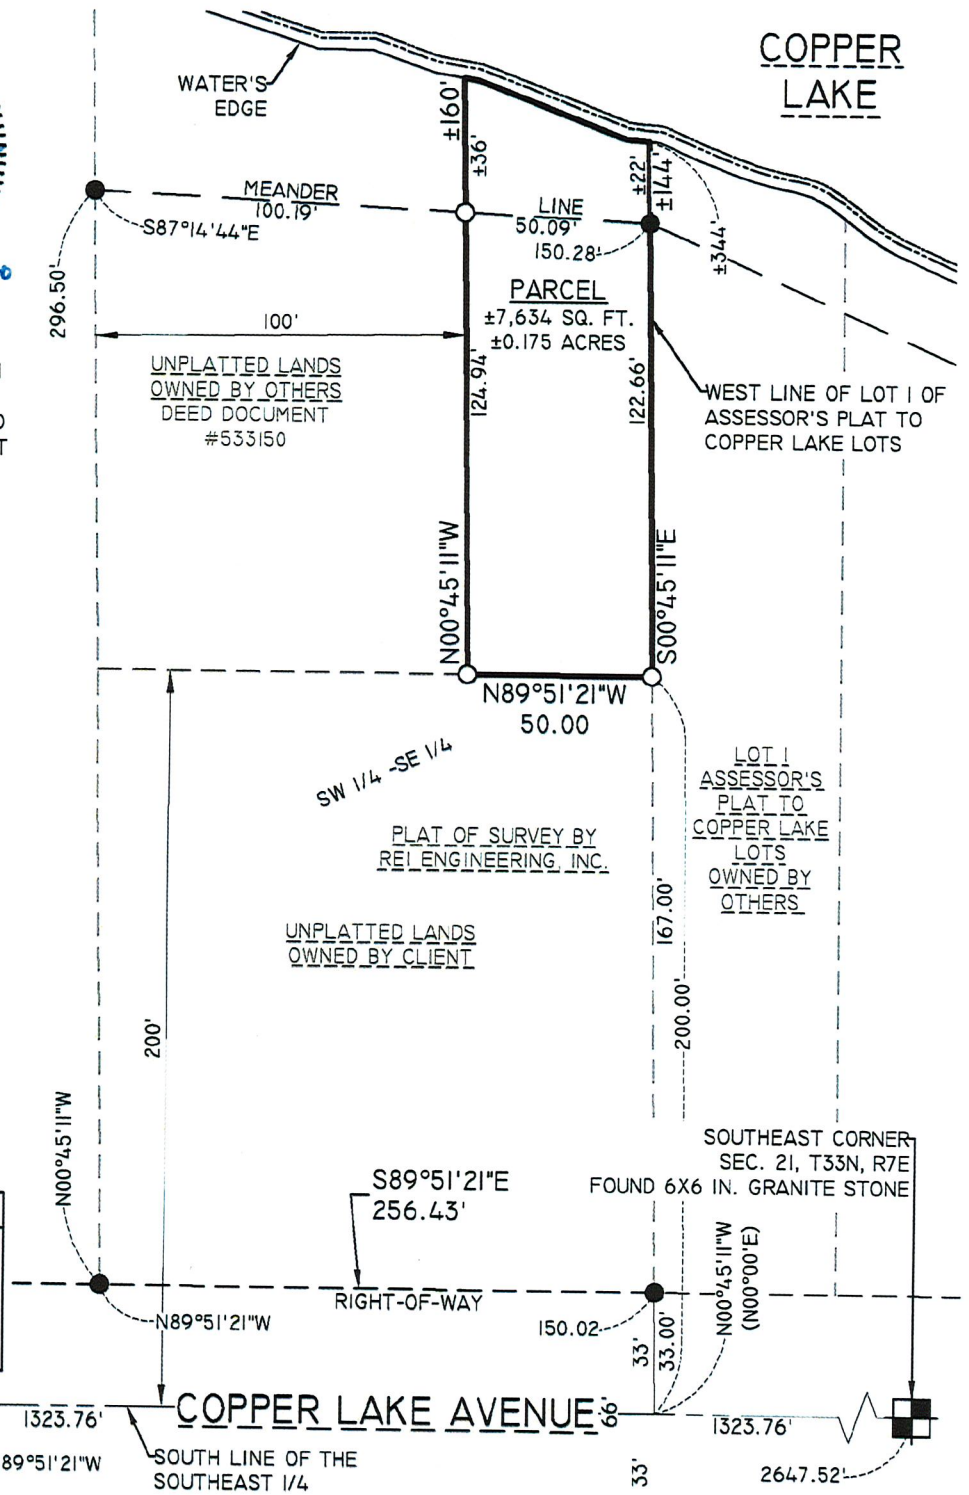 COPPER
LAKE
WATER'S
EDGE
±160'
±36'
±22'
±144'
MEANDER
100.19'
LINE
50.09'
S87°14'44"E
150.28'
±344'
296.50'
PARCEL
±7,634 SQ. FT.
±0.175 ACRES
100'
UNPLATTED LANDS
OWNED BY OTHERS
DEED DOCUMENT
#533150
124.94'
122.66'
WEST LINE OF LOT 1 OF
ASSESSOR'S PLAT TO
COPPER LAKE LOTS
N00°45'11"W
S00°45'11"E
N89°51'21"W
50.00
SW 1/4 -SE 1/4
LOT 1
ASSESSOR'S
PLAT TO
COPPER LAKE
LOTS
OWNED BY
OTHERS
PLAT OF SURVEY BY
REI ENGINEERING, INC.
UNPLATTED LANDS
OWNED BY CLIENT
167.00'
200.00'
200'
N00°45'11"W
S89°51'21"E
256.43'
SOUTHEAST CORNER
SEC. 21, T33N, R7E
FOUND 6X6 IN. GRANITE STONE
RIGHT-OF-WAY
N89°51'21"W
150.02
33'
33.00'
N00°45'11"W
(N00°00'E)
1323.76'
COPPER LAKE AVENUE
66'
1323.76'
33'
2647.52'
89°51'21"W
SOUTH LINE OF THE
SOUTHEAST 1/4